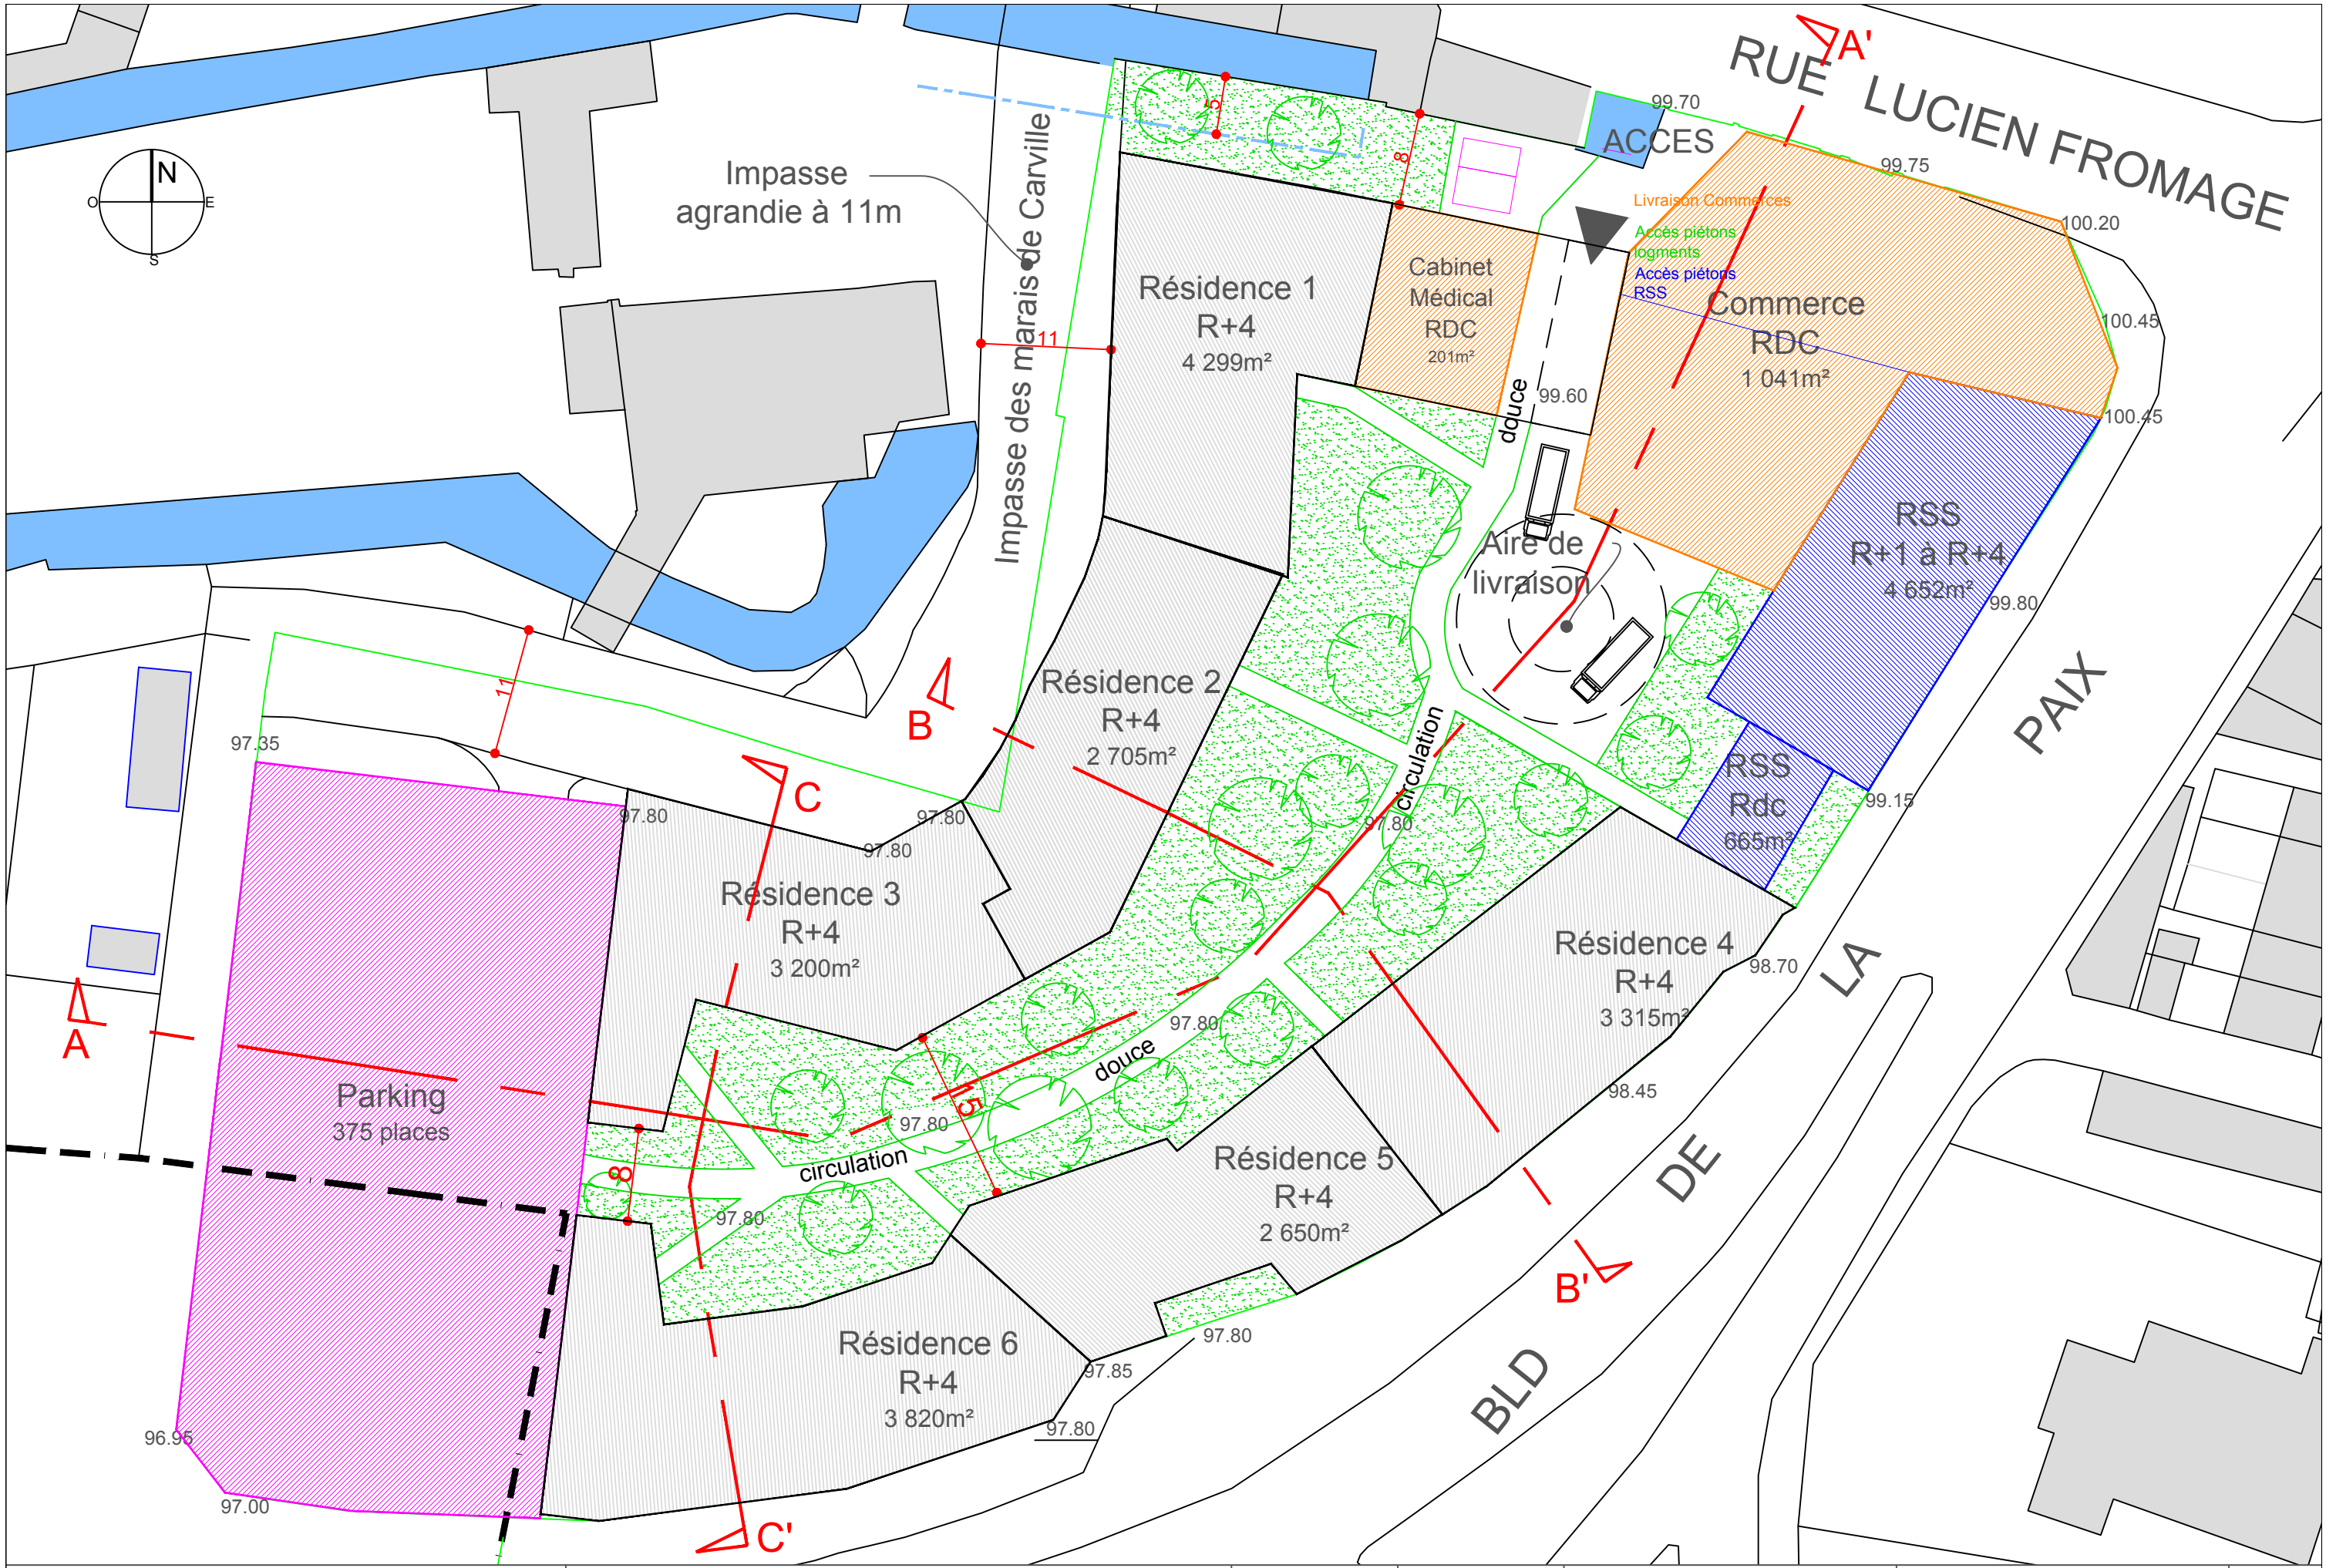 A'
RUE LUCIEN FROMAGE
99.70
ACCES
99.75
5
8
N
O
E
S
Impasse
agrandie à 11m
Impasse des marais de Carville
Livraison Commerces
Accès piétons
logments
Accès piétons
RSS
100.20
100.45
100.45
Résidence 1
R+4
4 299m²
Cabinet
Médical
RDC
201m²
Commerce
RDC
1 041m²
11
99.60
douce
Aire de
livraison
RSS
R+1 à R+4
4 652m²
99.80
11
Résidence 2
R+4
2 705m²
B
C
circulation
97.35
97.80
97.80
97.80
97.80
RSS
Rdc
665m²
99.15
BLD DE LA PAIX
Résidence 3
R+4
3 200m²
Résidence 4
R+4
3 315m²
98.70
A
97.80
douce
98.45
Parking
375 places
97.80
15
8
circulation
97.80
Résidence 5
R+4
2 650m²
B'
Résidence 6
R+4
3 820m²
97.80
97.85
97.80
96.95
97.00
C'